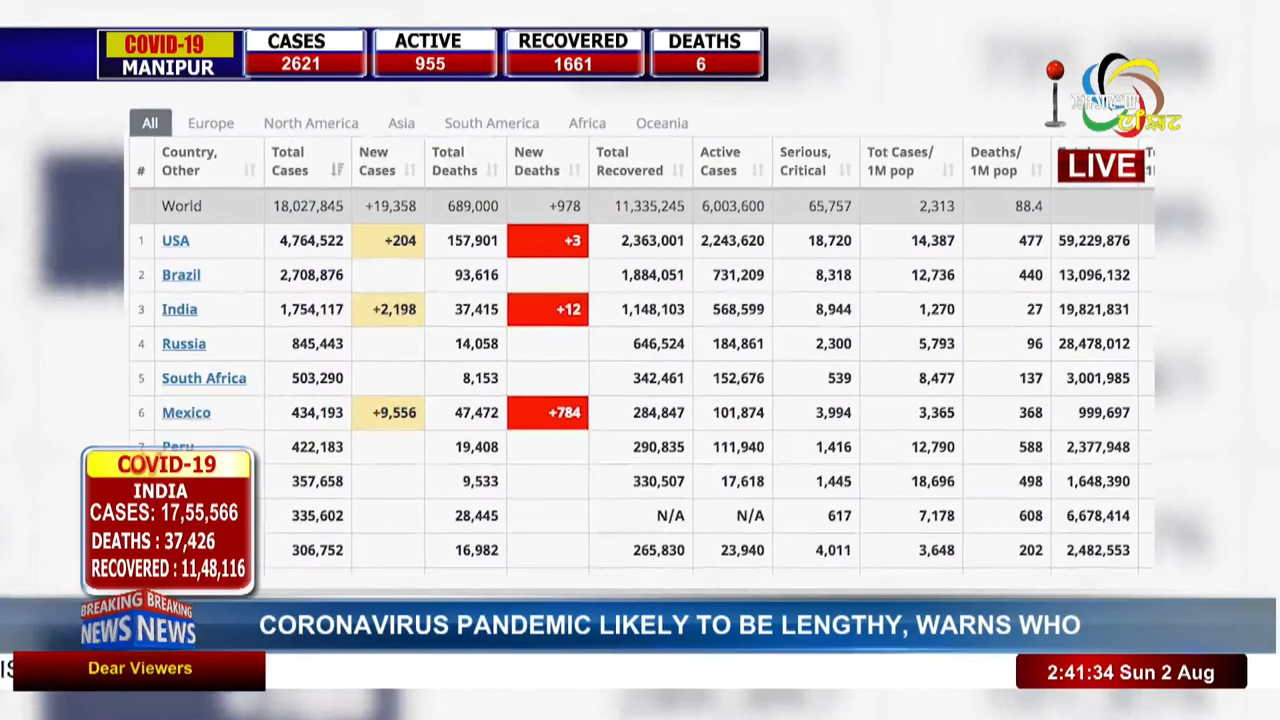 COVID-19 CASES ACTIVE RECOVERED DEATHS
MANIPUR 2621 955 1661 6
LIVE
All Europe North America Asia South America Africa Oceania
# Country, Other Total Cases New Cases Total Deaths New Deaths Total Recovered Active Cases Serious, Critical Tot Cases/ 1M pop Deaths/ 1M pop
World 18,027,845 +19,358 689,000 +978 11,335,245 6,003,600 65,757 2,313 88.4
1 USA 4,764,522 +204 157,901 +3 2,363,001 2,243,620 18,720 14,387 477 59,229,876
2 Brazil 2,708,876 93,616 1,884,051 731,209 8,318 12,736 440 13,096,132
3 India 1,754,117 +2,198 37,415 +12 1,148,103 568,599 8,944 1,270 27 19,821,831
4 Russia 845,443 14,058 646,524 184,861 2,300 5,793 96 28,478,012
5 South Africa 503,290 8,153 342,461 152,676 539 8,477 137 3,001,985
6 Mexico 434,193 +9,556 47,472 +784 284,847 101,874 3,994 3,365 368 999,697
7 Peru 422,183 19,408 290,835 111,940 1,416 12,790 588 2,377,948
357,658 9,533 330,507 17,618 1,445 18,696 498 1,648,390
335,602 28,445 N/A N/A 617 7,178 608 6,678,414
306,752 16,982 265,830 23,940 4,011 3,648 202 2,482,553
COVID-19
INDIA
CASES: 17,55,566
DEATHS : 37,426
RECOVERED : 11,48,116
BREAKING BREAKING
NEWS NEWS
CORONAVIRUS PANDEMIC LIKELY TO BE LENGTHY, WARNS WHO
Dear Viewers
2:41:34 Sun 2 Aug